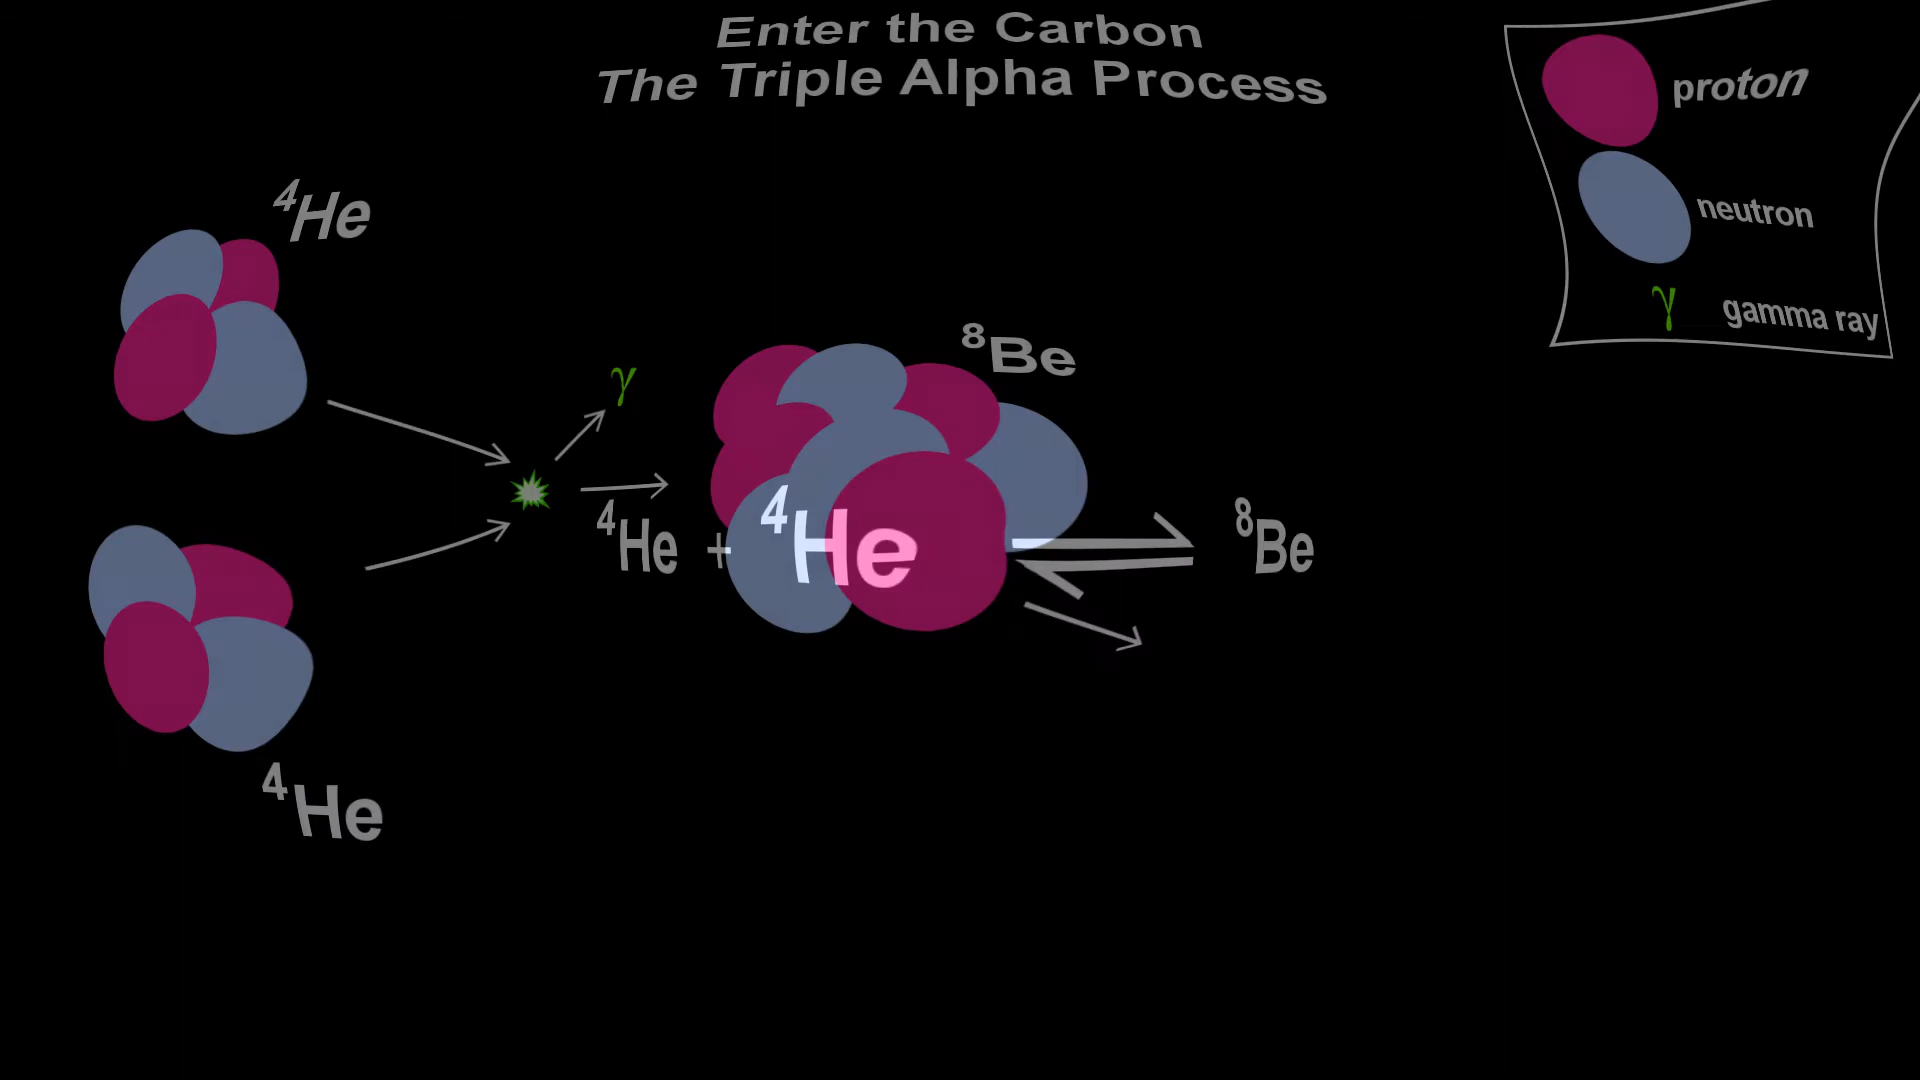 Enter the Carbon
The Triple Alpha Process
proton
neutron
γ gamma ray
⁴He
γ
⁸Be
⁴He + ⁴He ⇌ ⁸Be
⁴He